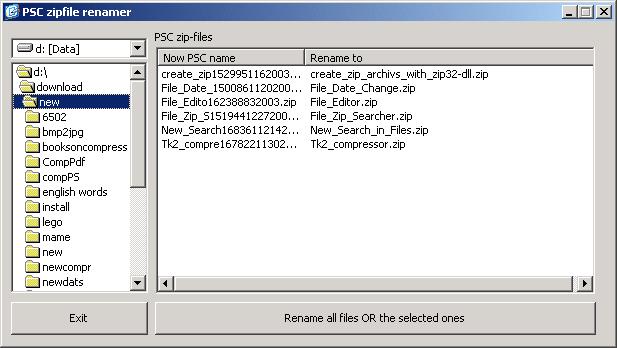 PSC zipfile renamer
d: [Data]
PSC zip-files
d:\
download
new
6502
bmp2jpg
booksoncompress
CompPdf
compPS
english words
install
lego
mame
new
newcompr
newdats
Now PSC name Rename to
create_zip1529951162003... create_zip_archivs_with_zip32-dll.zip
File_Date_1500861120200... File_Date_Change.zip
File_Edito162388832003.zip File_Editor.zip
File_Zip_S1519441227200... File_Zip_Searcher.zip
New_Search16836112142... New_Search_in_Files.zip
Tk2_compre16782211302... Tk2_compressor.zip
Exit
Rename all files OR the selected ones